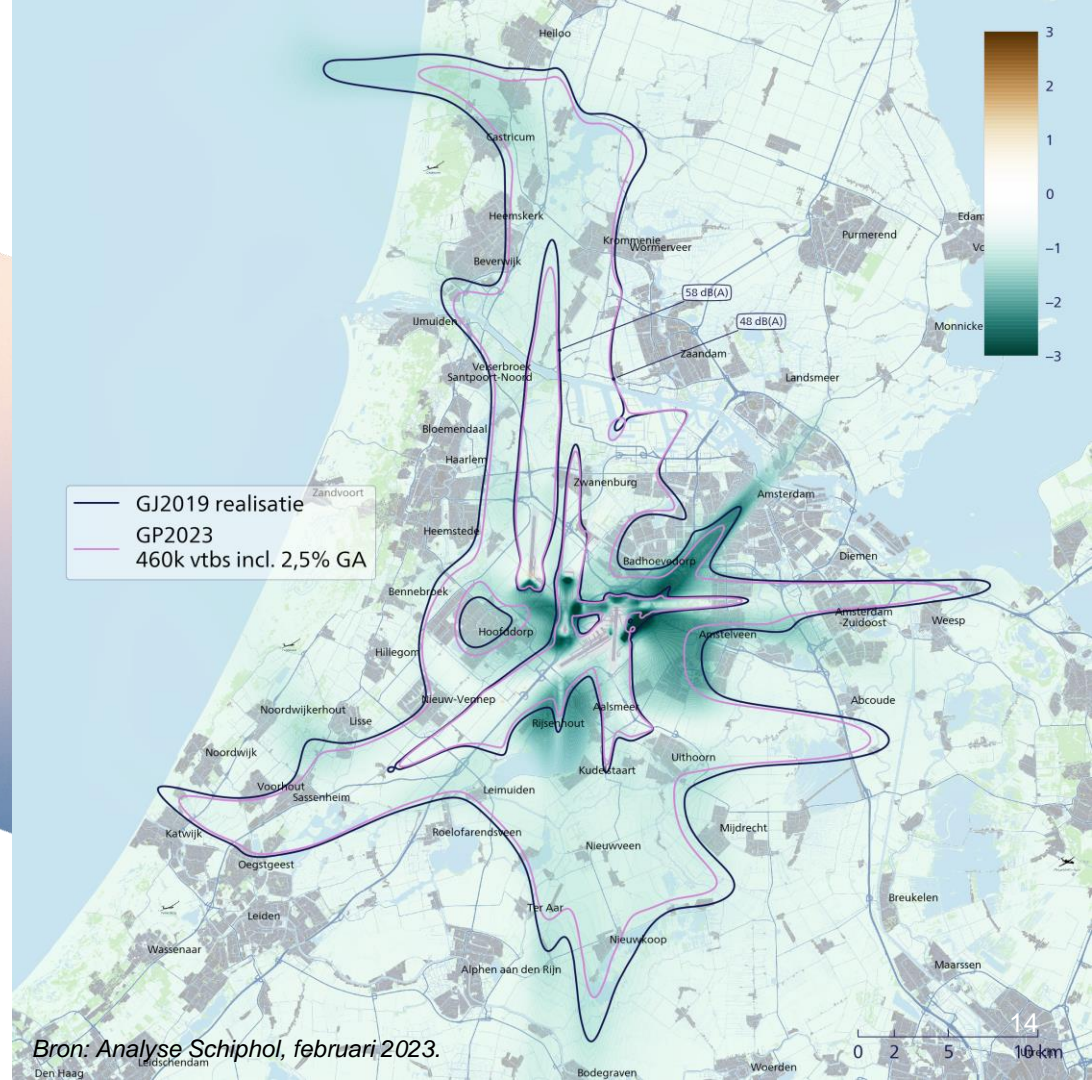 Heiloo
3
2
1
0
−1
−2
−3
Castricum
Heemskerk
Krommenie
Wormerveer
Purmerend
Edam
Beverwijk
58 dB(A)
48 dB(A)
IJmuiden
Monnicke
Zaandam
Velserbroek
Santpoort-Noord
Landsmeer
Bloemendaal
Haarlem
Zwanenburg
Zandvoort
Amsterdam
GJ2019 realisatie
GP2023
460k vtbs incl. 2,5% GA
Heemstede
Badhoevedorp
Diemen
Bennebroek
Amsterdam
-Zuidoost
Weesp
Hoofddorp
Amstelveen
Hillegom
Nieuw-Vennep
Abcoude
Noordwijkerhout
Lisse
Aalsmeer
Rijsenhout
Noordwijk
Uithoorn
Kudelstaart
Voorhout
Sassenheim
Leimuiden
Katwijk
Roelofarendsveen
Mijdrecht
Nieuwveen
Oegstgeest
Breukelen
Ter Aar
Leiden
Nieuwkoop
Wassenaar
Alphen aan den Rijn
Maarssen
14
Bron: Analyse Schiphol, februari 2023.
0 2 5 10 km
Utrecht
Leidschendam
Den Haag
Bodegraven
Woerden